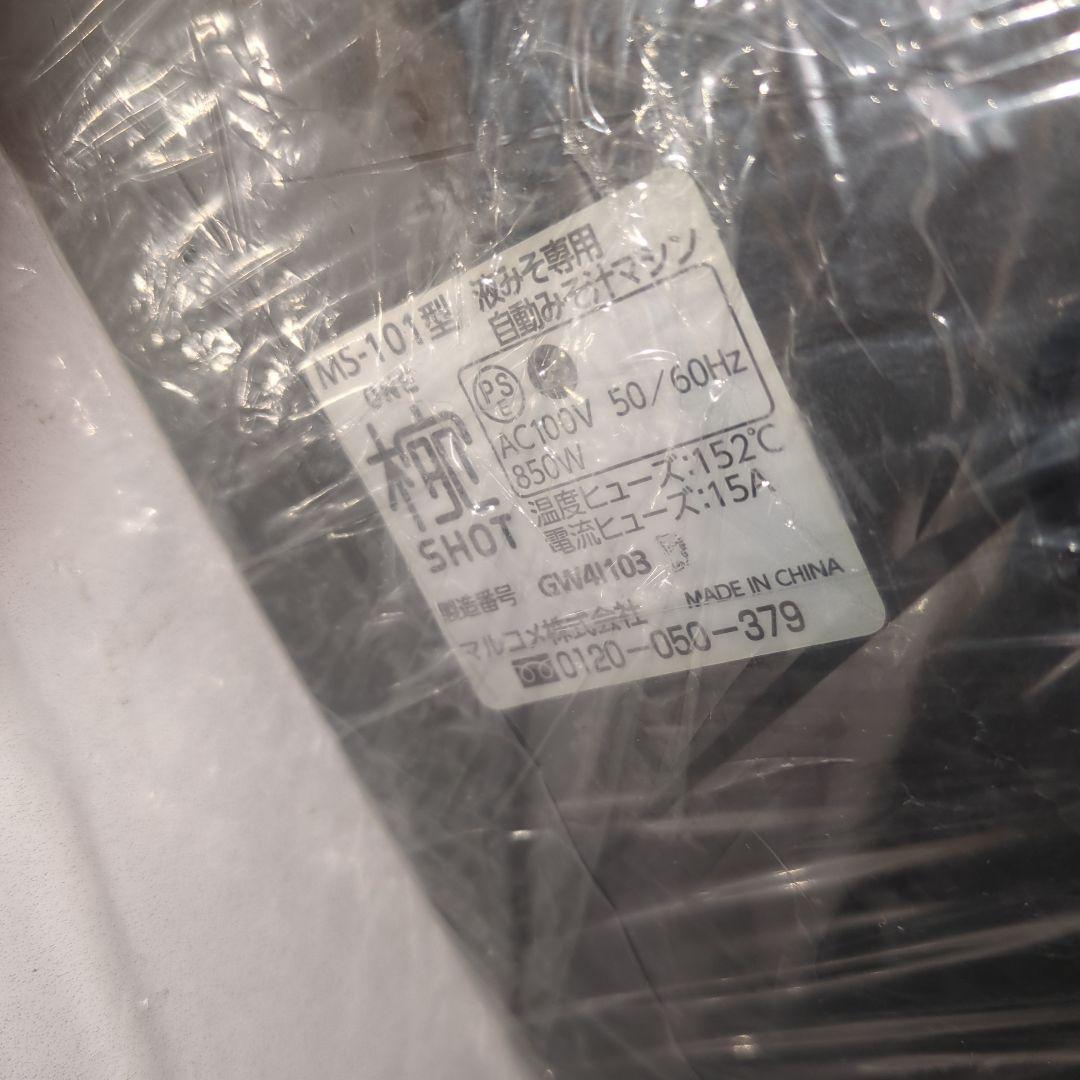 MS-101型
液みそ専用
自動みそ汁マシン
ONE
椀
SHOT
PS
E
AC100V 50/60Hz
850W
温度ヒューズ:152℃
電流ヒューズ:15A
製造番号 GW4I103
マルコメ株式会社 MADE IN CHINA
0120-050-379